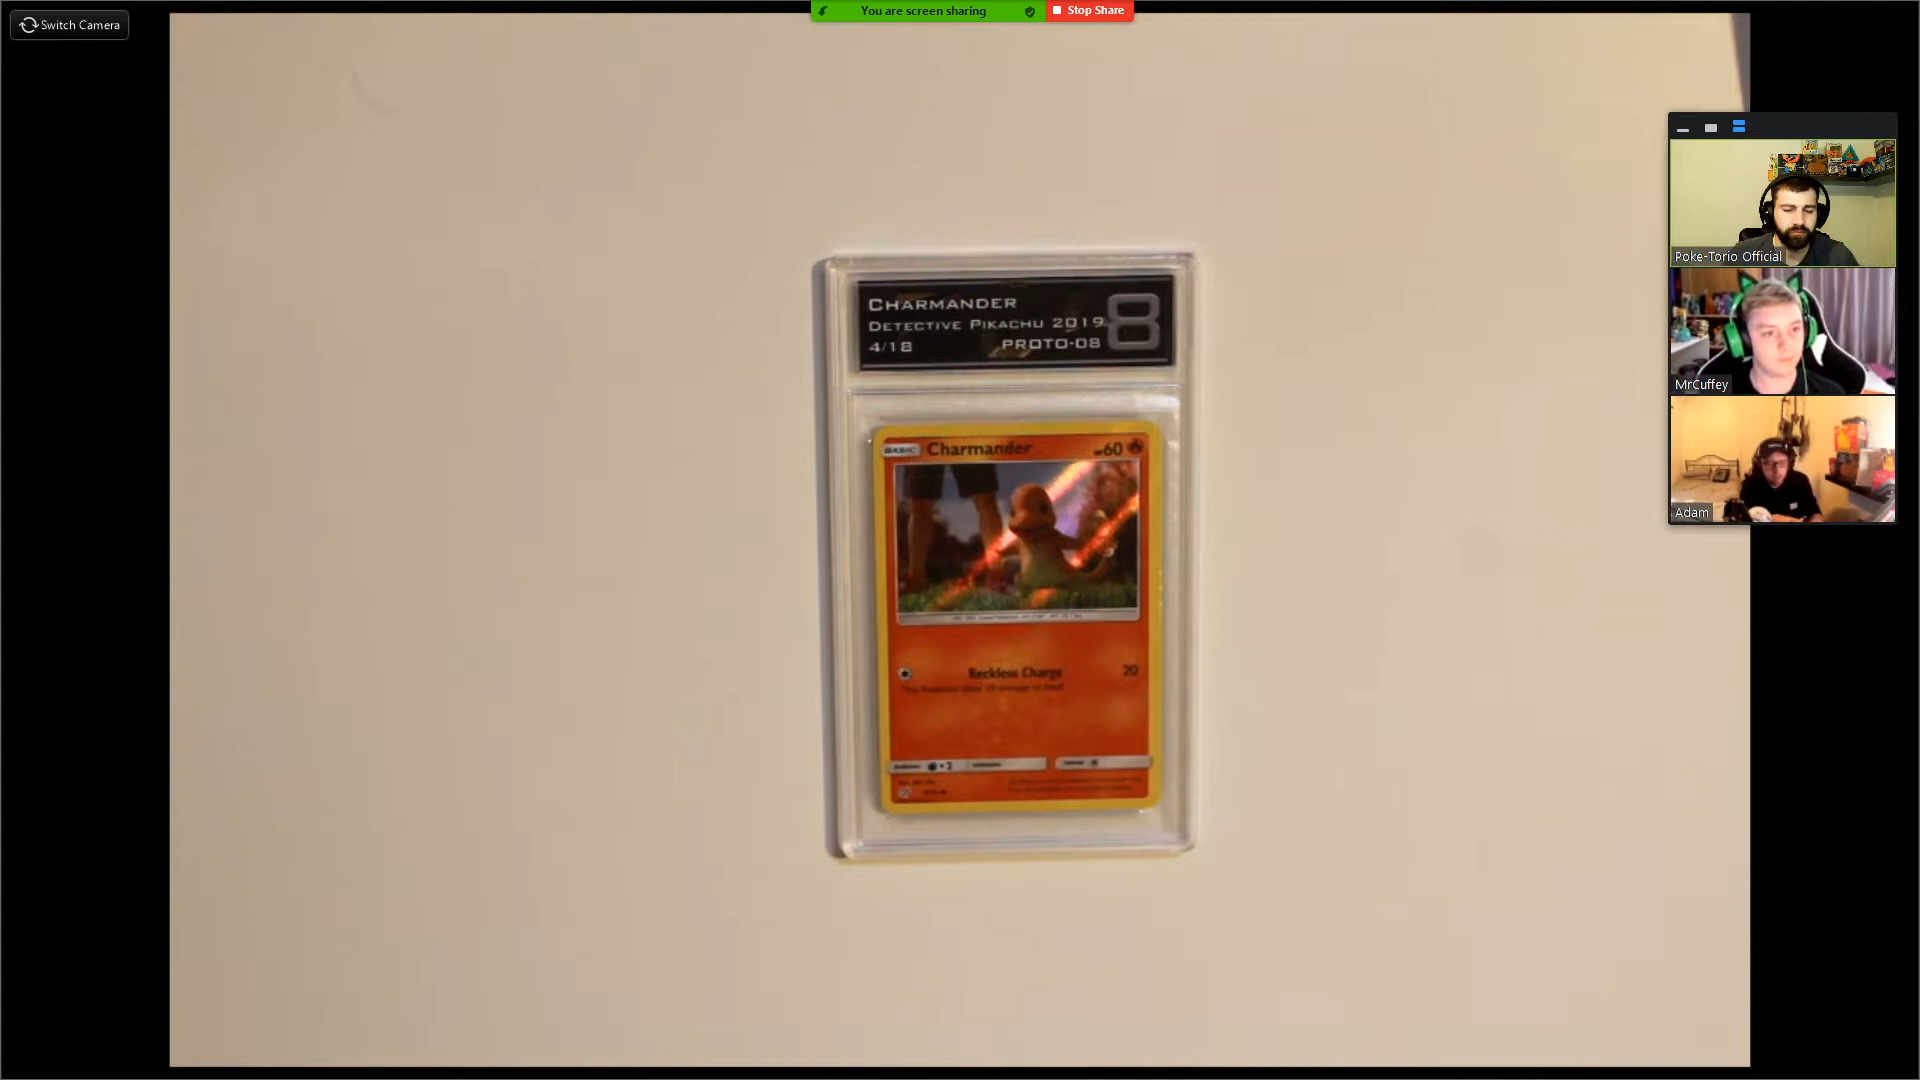 Switch Camera
You are screen sharing
Stop Share
Poke-Torio Official
MrCuffey
Adam
CHARMANDER
DETECTIVE PIKACHU 2019
4/18 PROTO-08
8
BASIC Charmander 60
Reckless Charge 20
×2